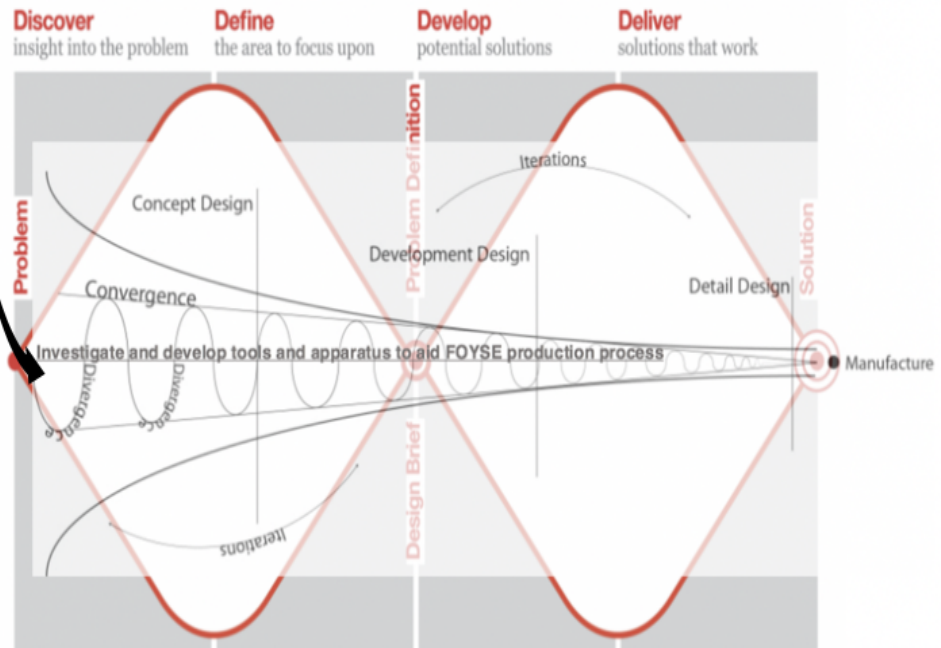 Discover
insight into the problem
Define
the area to focus upon
Develop
potential solutions
Deliver
solutions that work
Problem
Problem Definition
Design Brief
Solution
Iterations
Concept Design
Development Design
Detail Design
Convergence
Investigate and develop tools and apparatus to aid FOYSE production process
Manufacture
Divergence
Divergence
Iterations